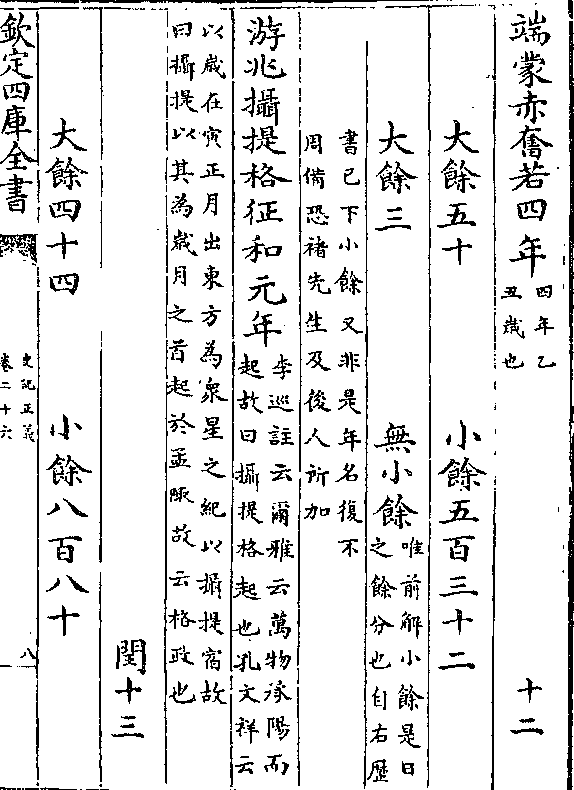 端蒙赤奮若四年
四年乙
丑歲也
十二
大餘五十　小餘五百三十二
大餘三　無小餘
唯前解小餘是日
之餘分也自右歷
書已下小餘又非是年名復不
周備恐褚先生及後人所加
游兆攝提格征和元年
李巡註云爾雅云萬物承陽而
起故曰攝提格起也孔文祥云
以歲在寅正月出東方為衆星之紀以攝提宿故
曰攝提以其為歲月之首起於孟陬故云格政也
閏十三
大餘四十四　小餘八百八十
欽定四庫全書
史記正義
卷二十六
八